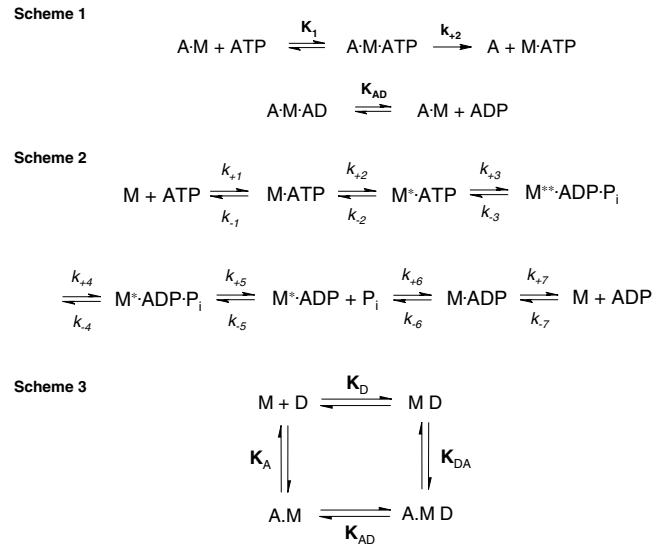 Scheme 1
K1 k+2
A·M + ATP A·M·ATP A + M·ATP
KAD
A·M·AD A·M + ADP
Scheme 2
k+1 k+2 k+3
M + ATP M·ATP M*·ATP M**·ADP·Pi
k-1 k-2 k-3
k+4 k+5 k+6 k+7
M*·ADP·Pi M*·ADP + Pi M·ADP M + ADP
k-4 k-5 k-6 k-7
Scheme 3
KD
M + D M D
KA KDA
A.M A.M D
KAD